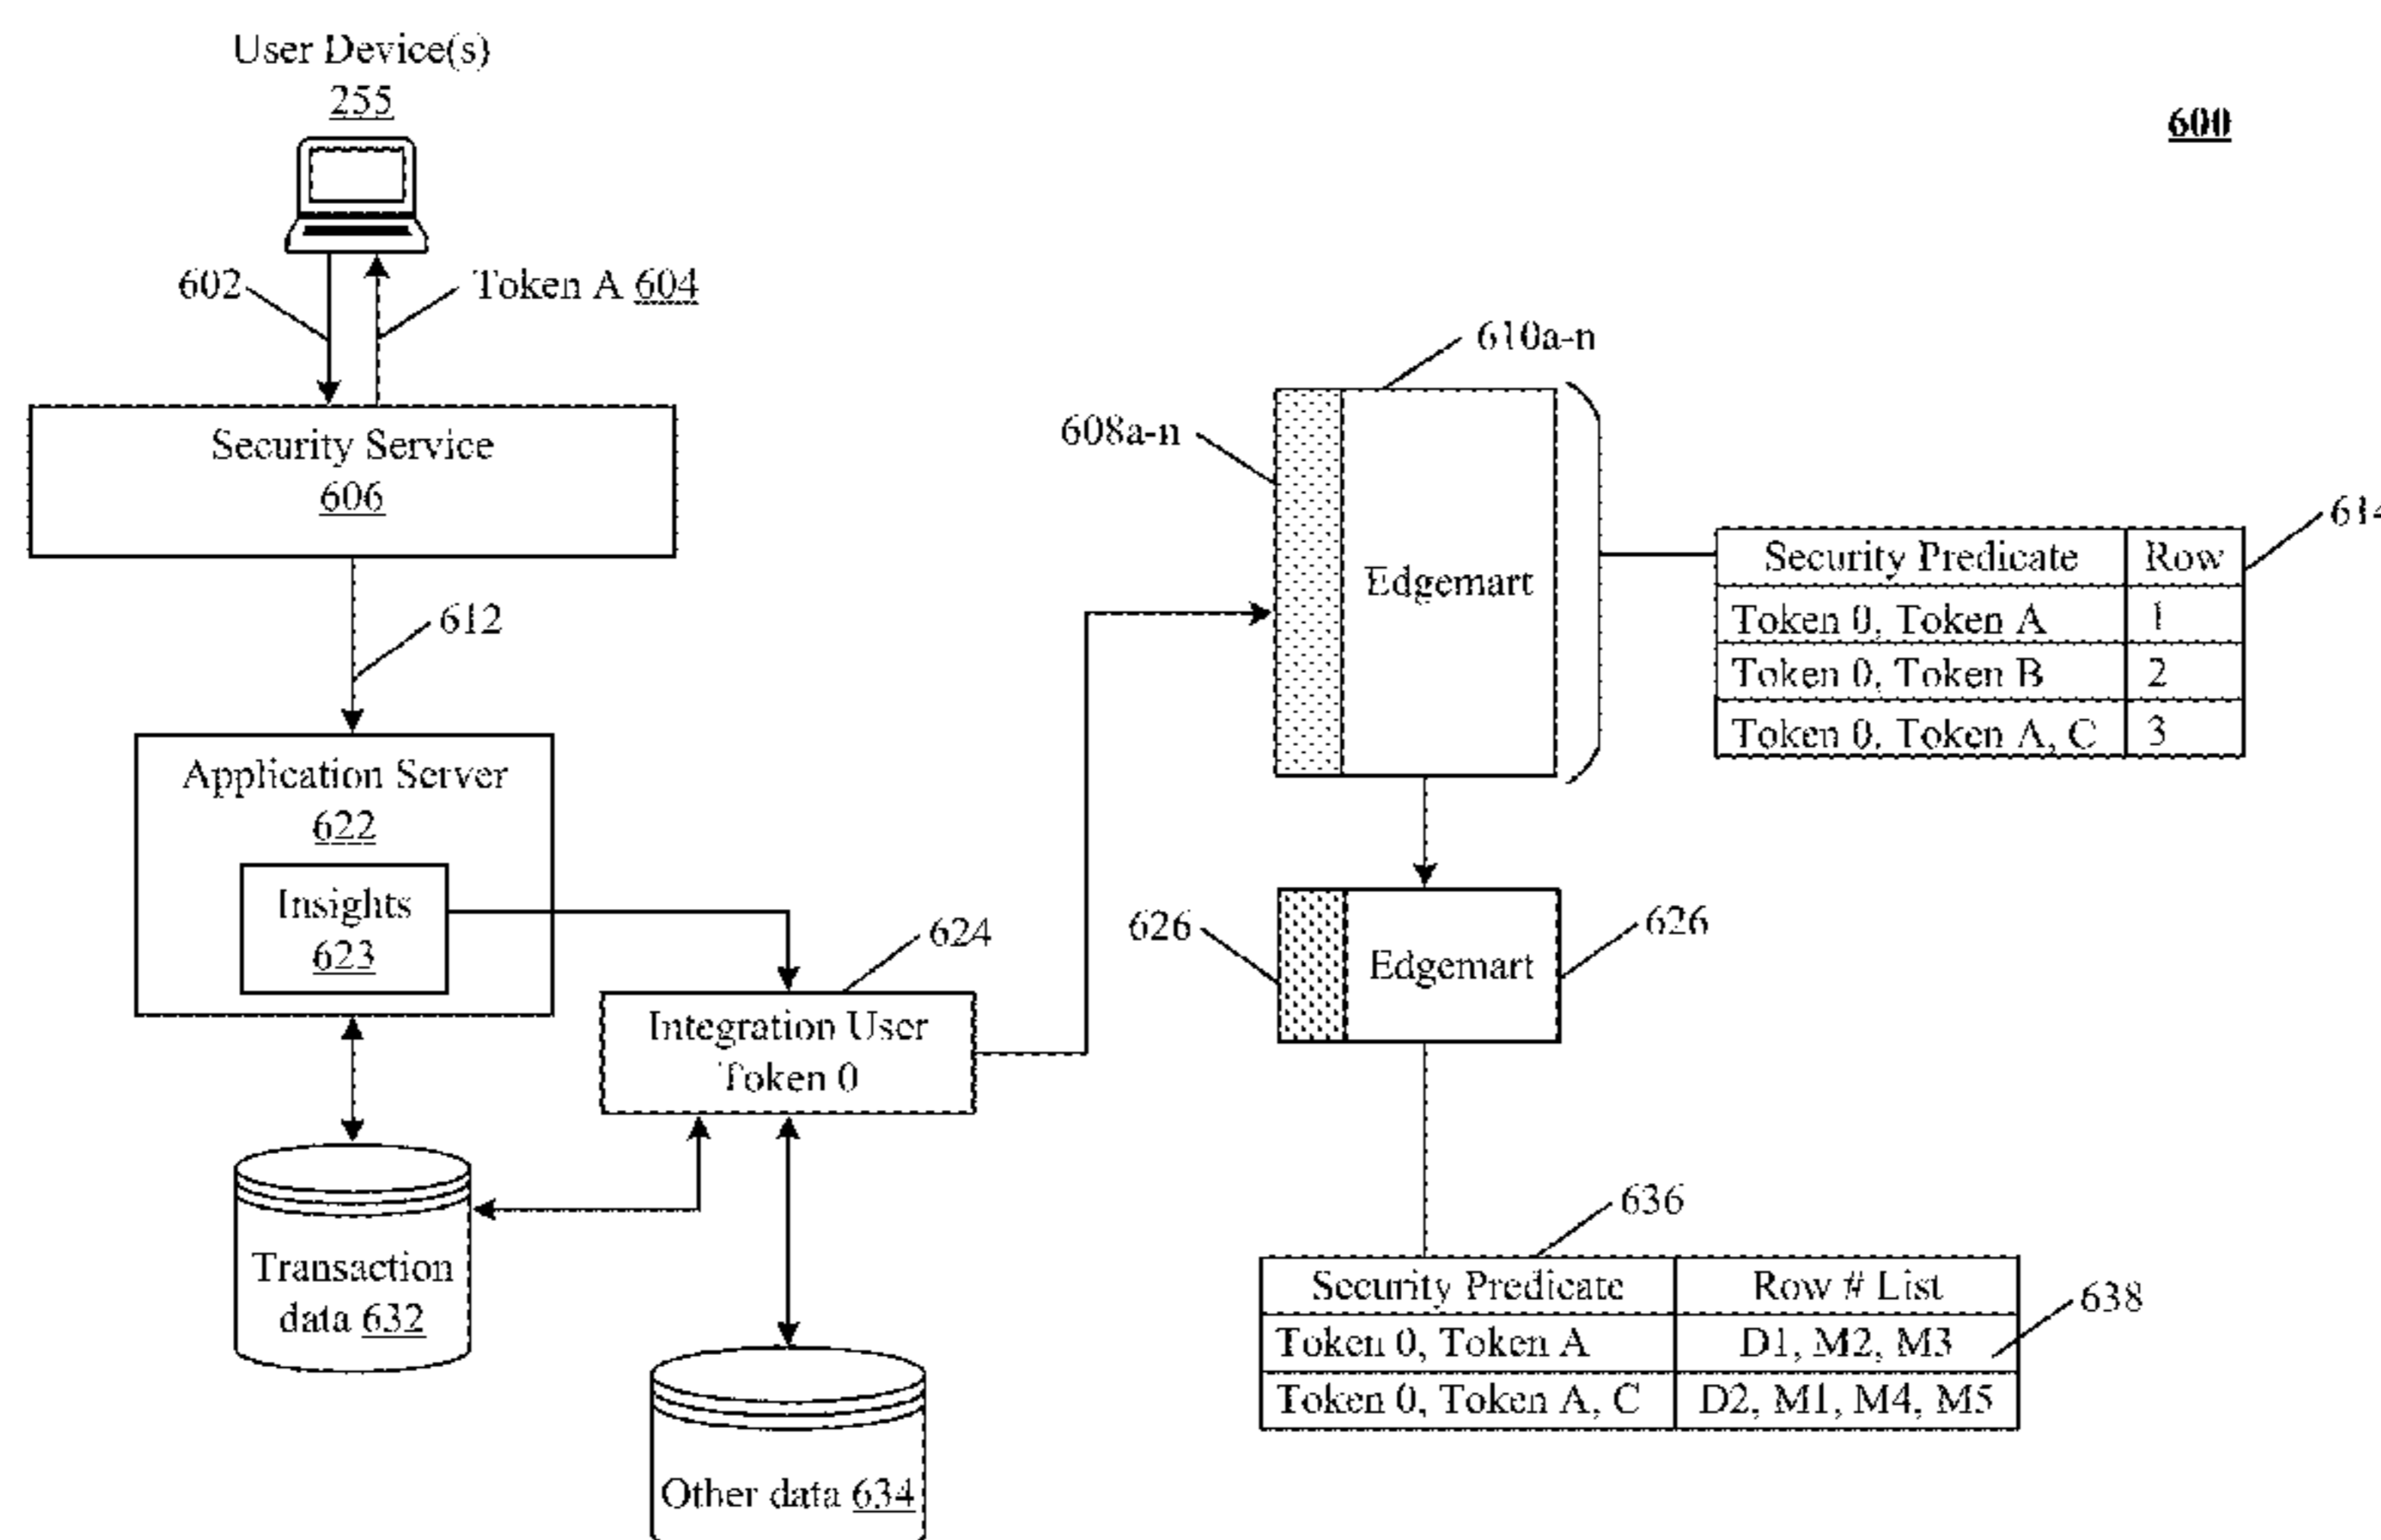 User Device(s)
255
600
602
Token A 604
Security Service
606
612
Application Server
622
Insights
623
624
Integration User
Token 0
Transaction
data 632
Other data 634
610a-n
608a-n
Edgemart
614
Security Predicate Row
Token 0, Token A 1
Token 0, Token B 2
Token 0, Token A, C 3
626
Edgemart
626
636
Security Predicate Row # List
638
Token 0, Token A D1, M2, M3
Token 0, Token A, C D2, M1, M4, M5